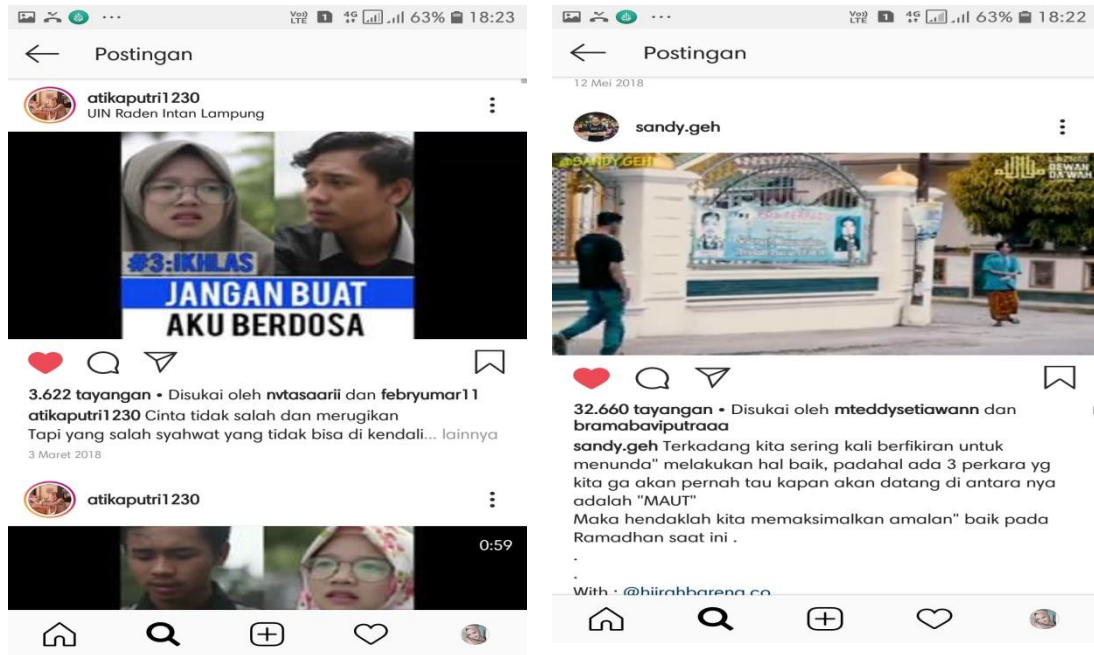 63% 18:23
Postingan
atikaputri1230
UIN Raden Intan Lampung
#3:IKHLAS
JANGAN BUAT
AKU BERDOSA
3.622 tayangan • Disukai oleh nvtasaarii dan febryumar11
atikaputri1230 Cinta tidak salah dan merugikan
Tapi yang salah syahwat yang tidak bisa di kendali... lainnya
3 Maret 2018
atikaputri1230
0:59
63% 18:22
Postingan
12 Mei 2018
sandy.geh
@SANDY.GEH
LAZNAS
DEWAN
DA'WAH
32.660 tayangan • Disukai oleh mteddysetiawann dan
bramabaviputraaa
sandy.geh Terkadang kita sering kali berfikiran untuk
menunda" melakukan hal baik, padahal ada 3 perkara yg
kita ga akan pernah tau kapan akan datang di antara nya
adalah "MAUT"
Maka hendaklah kita memaksimalkan amalan" baik pada
Ramadhan saat ini .
.
.
With : @hijrahbareng.co